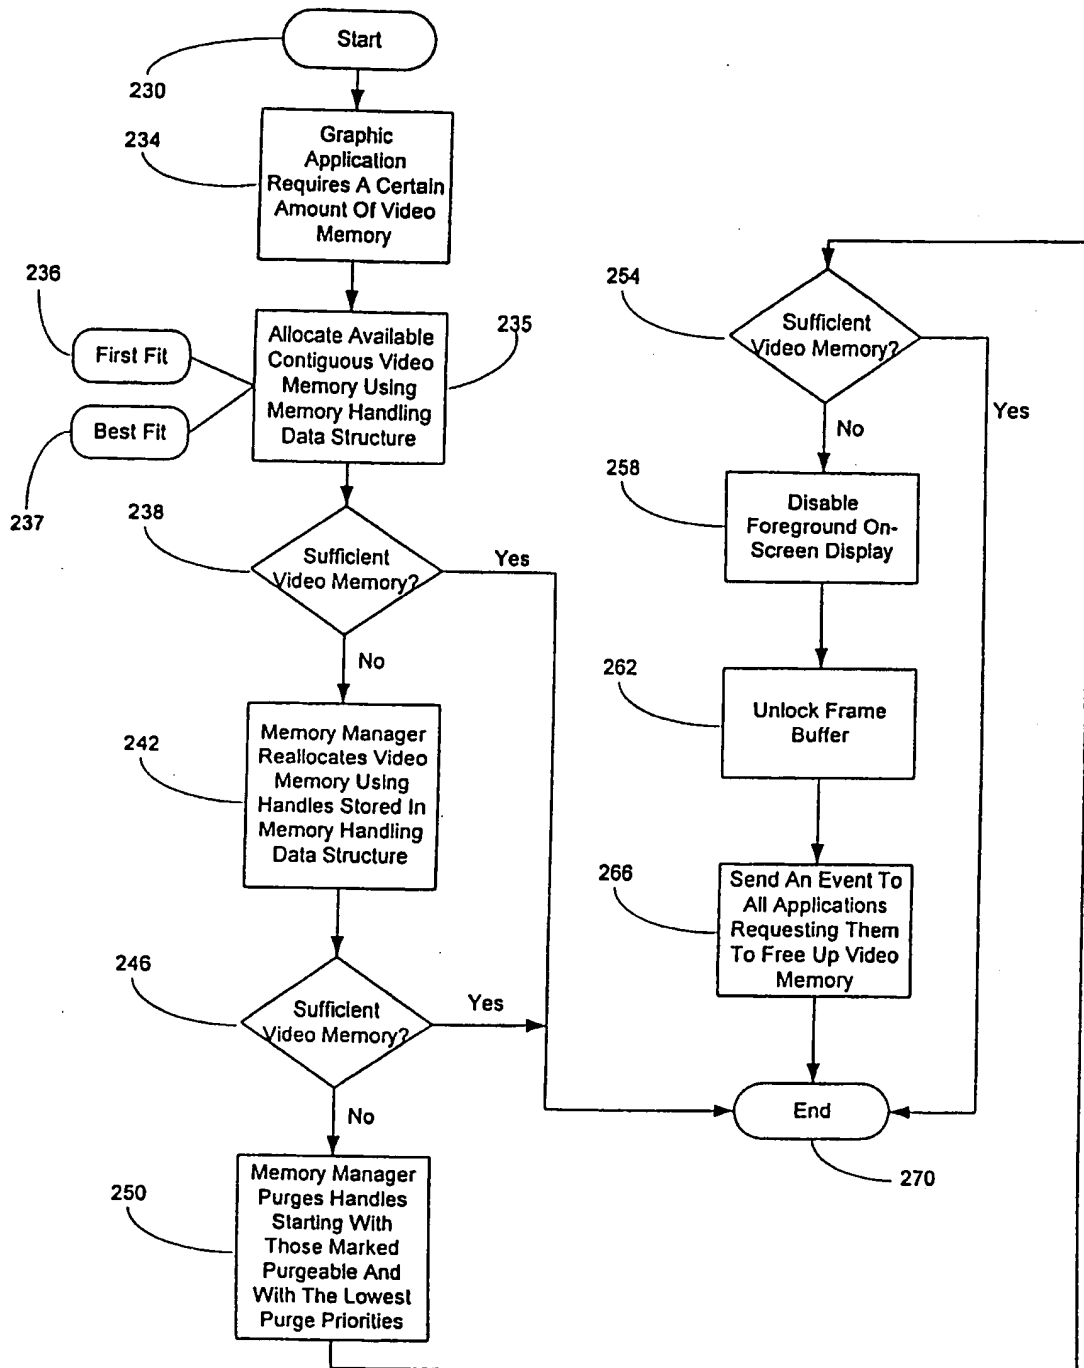 Start
230
234
Graphic
Application
Requires A Certain
Amount Of Video
Memory
236
First Fit
Best Fit
237
Allocate Available
Contiguous Video
Memory Using
Memory Handling
Data Structure
235
238
Sufficient
Video Memory?
Yes
No
242
Memory Manager
Reallocates Video
Memory Using
Handles Stored In
Memory Handling
Data Structure
246
Sufficient
Video Memory?
Yes
No
250
Memory Manager
Purges Handles
Starting With
Those Marked
Purgeable And
With The Lowest
Purge Priorities
254
Sufficient
Video Memory?
Yes
No
258
Disable
Foreground On-
Screen Display
262
Unlock Frame
Buffer
266
Send An Event To
All Applications
Requesting Them
To Free Up Video
Memory
End
270